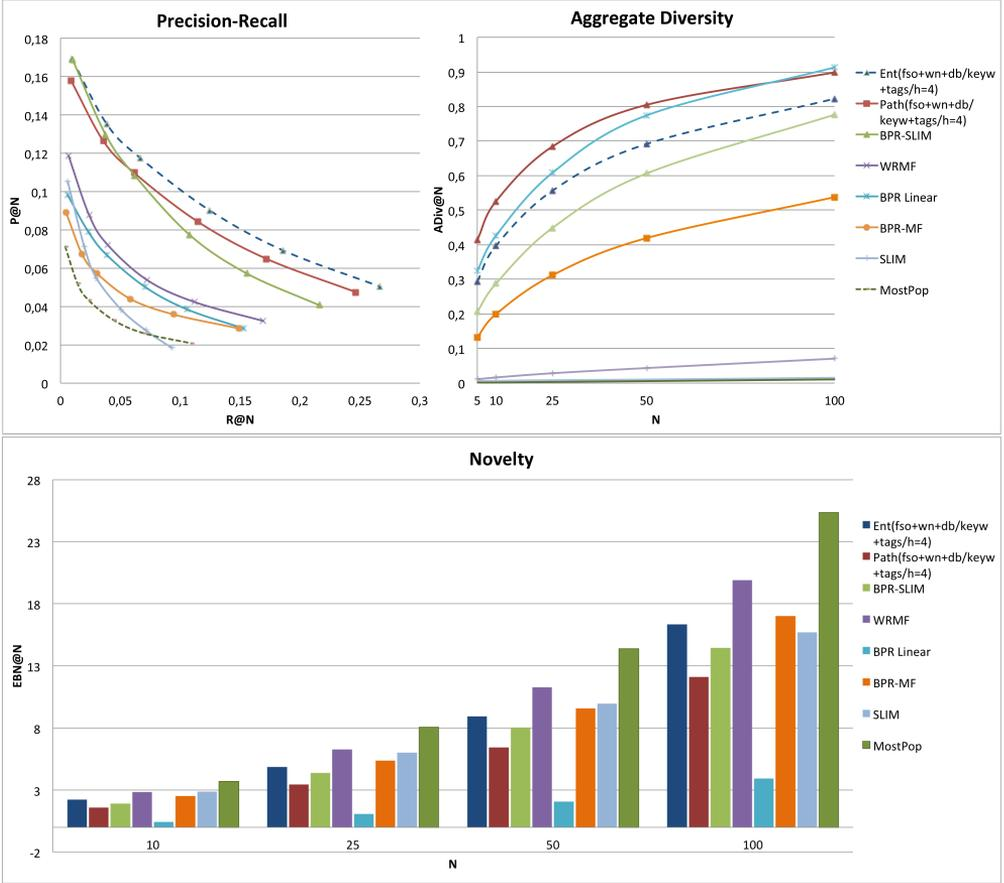 Precision-Recall
P@N
0,18
0,16
0,14
0,12
0,1
0,08
0,06
0,04
0,02
0
0 0,05 0,1 0,15 0,2 0,25 0,3
R@N
Aggregate Diversity
ADiv@N
1
0,9
0,8
0,7
0,6
0,5
0,4
0,3
0,2
0,1
0
5 10 25 50 100
N
Ent(fso+wn+db/keyw
+tags/h=4)
Path(fso+wn+db/
keyw+tags/h=4)
BPR-SLIM
WRMF
BPR Linear
BPR-MF
SLIM
MostPop
Novelty
EBN@N
28
23
18
13
8
3
-2
10 25 50 100
N
Ent(fso+wn+db/keyw
+tags/h=4)
Path(fso+wn+db/keyw
+tags/h=4)
BPR-SLIM
WRMF
BPR Linear
BPR-MF
SLIM
MostPop